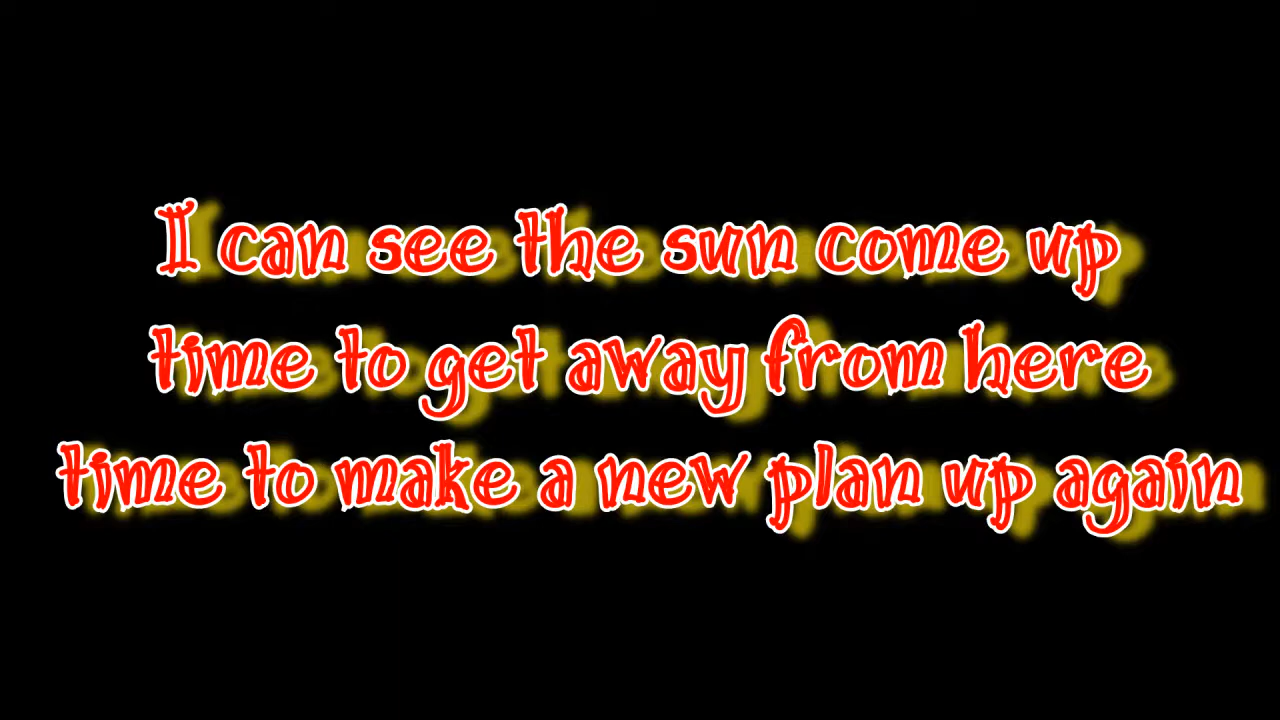 I can see the sun come up
time to get away from here
time to make a new plan up again